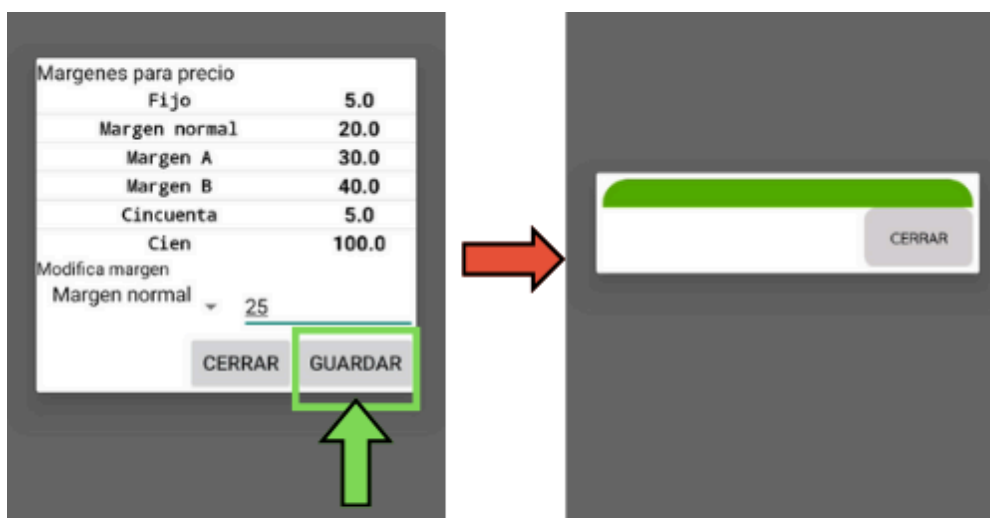 Margenes para precio
Fijo 5.0
Margen normal 20.0
Margen A 30.0
Margen B 40.0
Cincuenta 5.0
Cien 100.0
Modifica margen
Margen normal 25
CERRAR GUARDAR
CERRAR